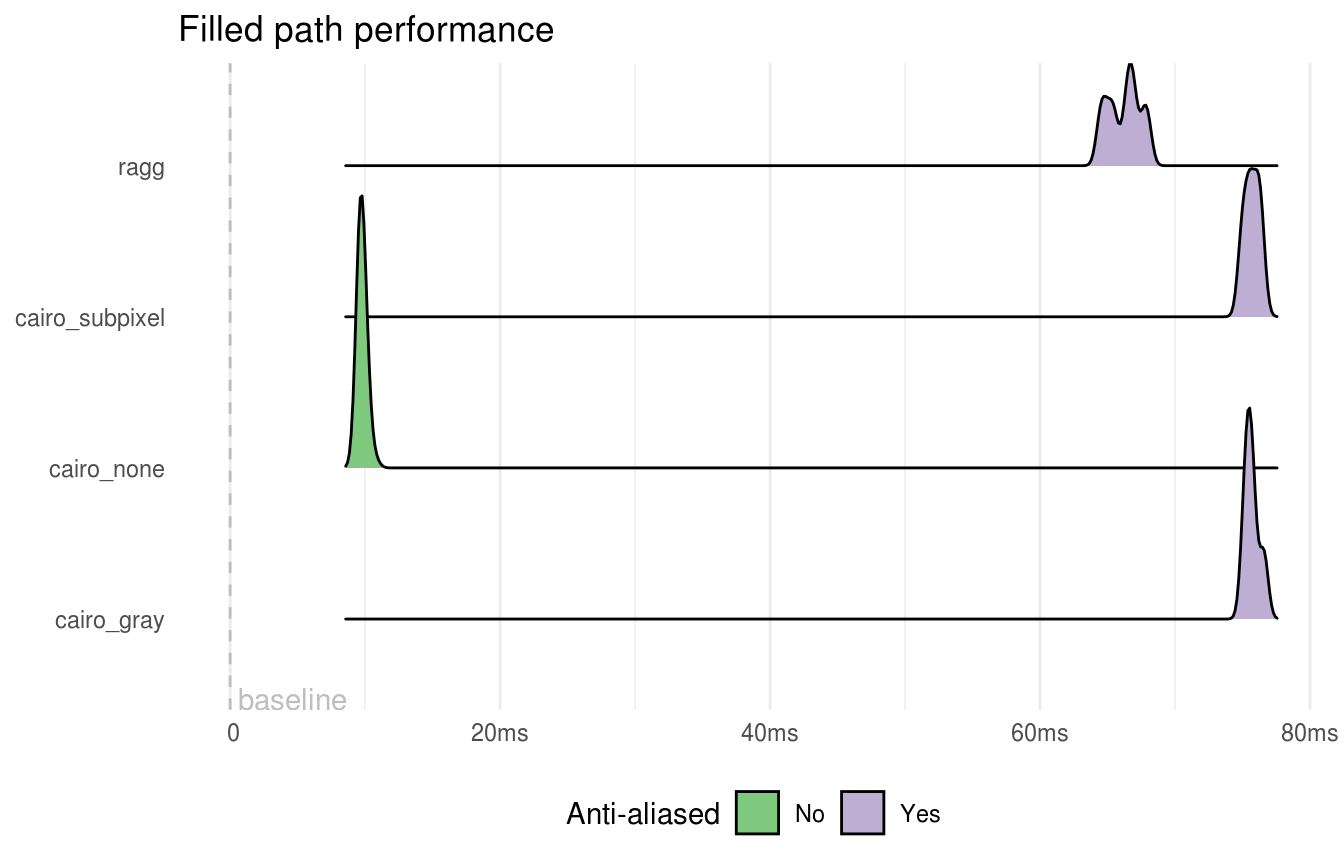 Filled path performance
ragg
cairo_subpixel
cairo_none
cairo_gray
baseline
0 20ms 40ms 60ms 80ms
Anti-aliased No Yes